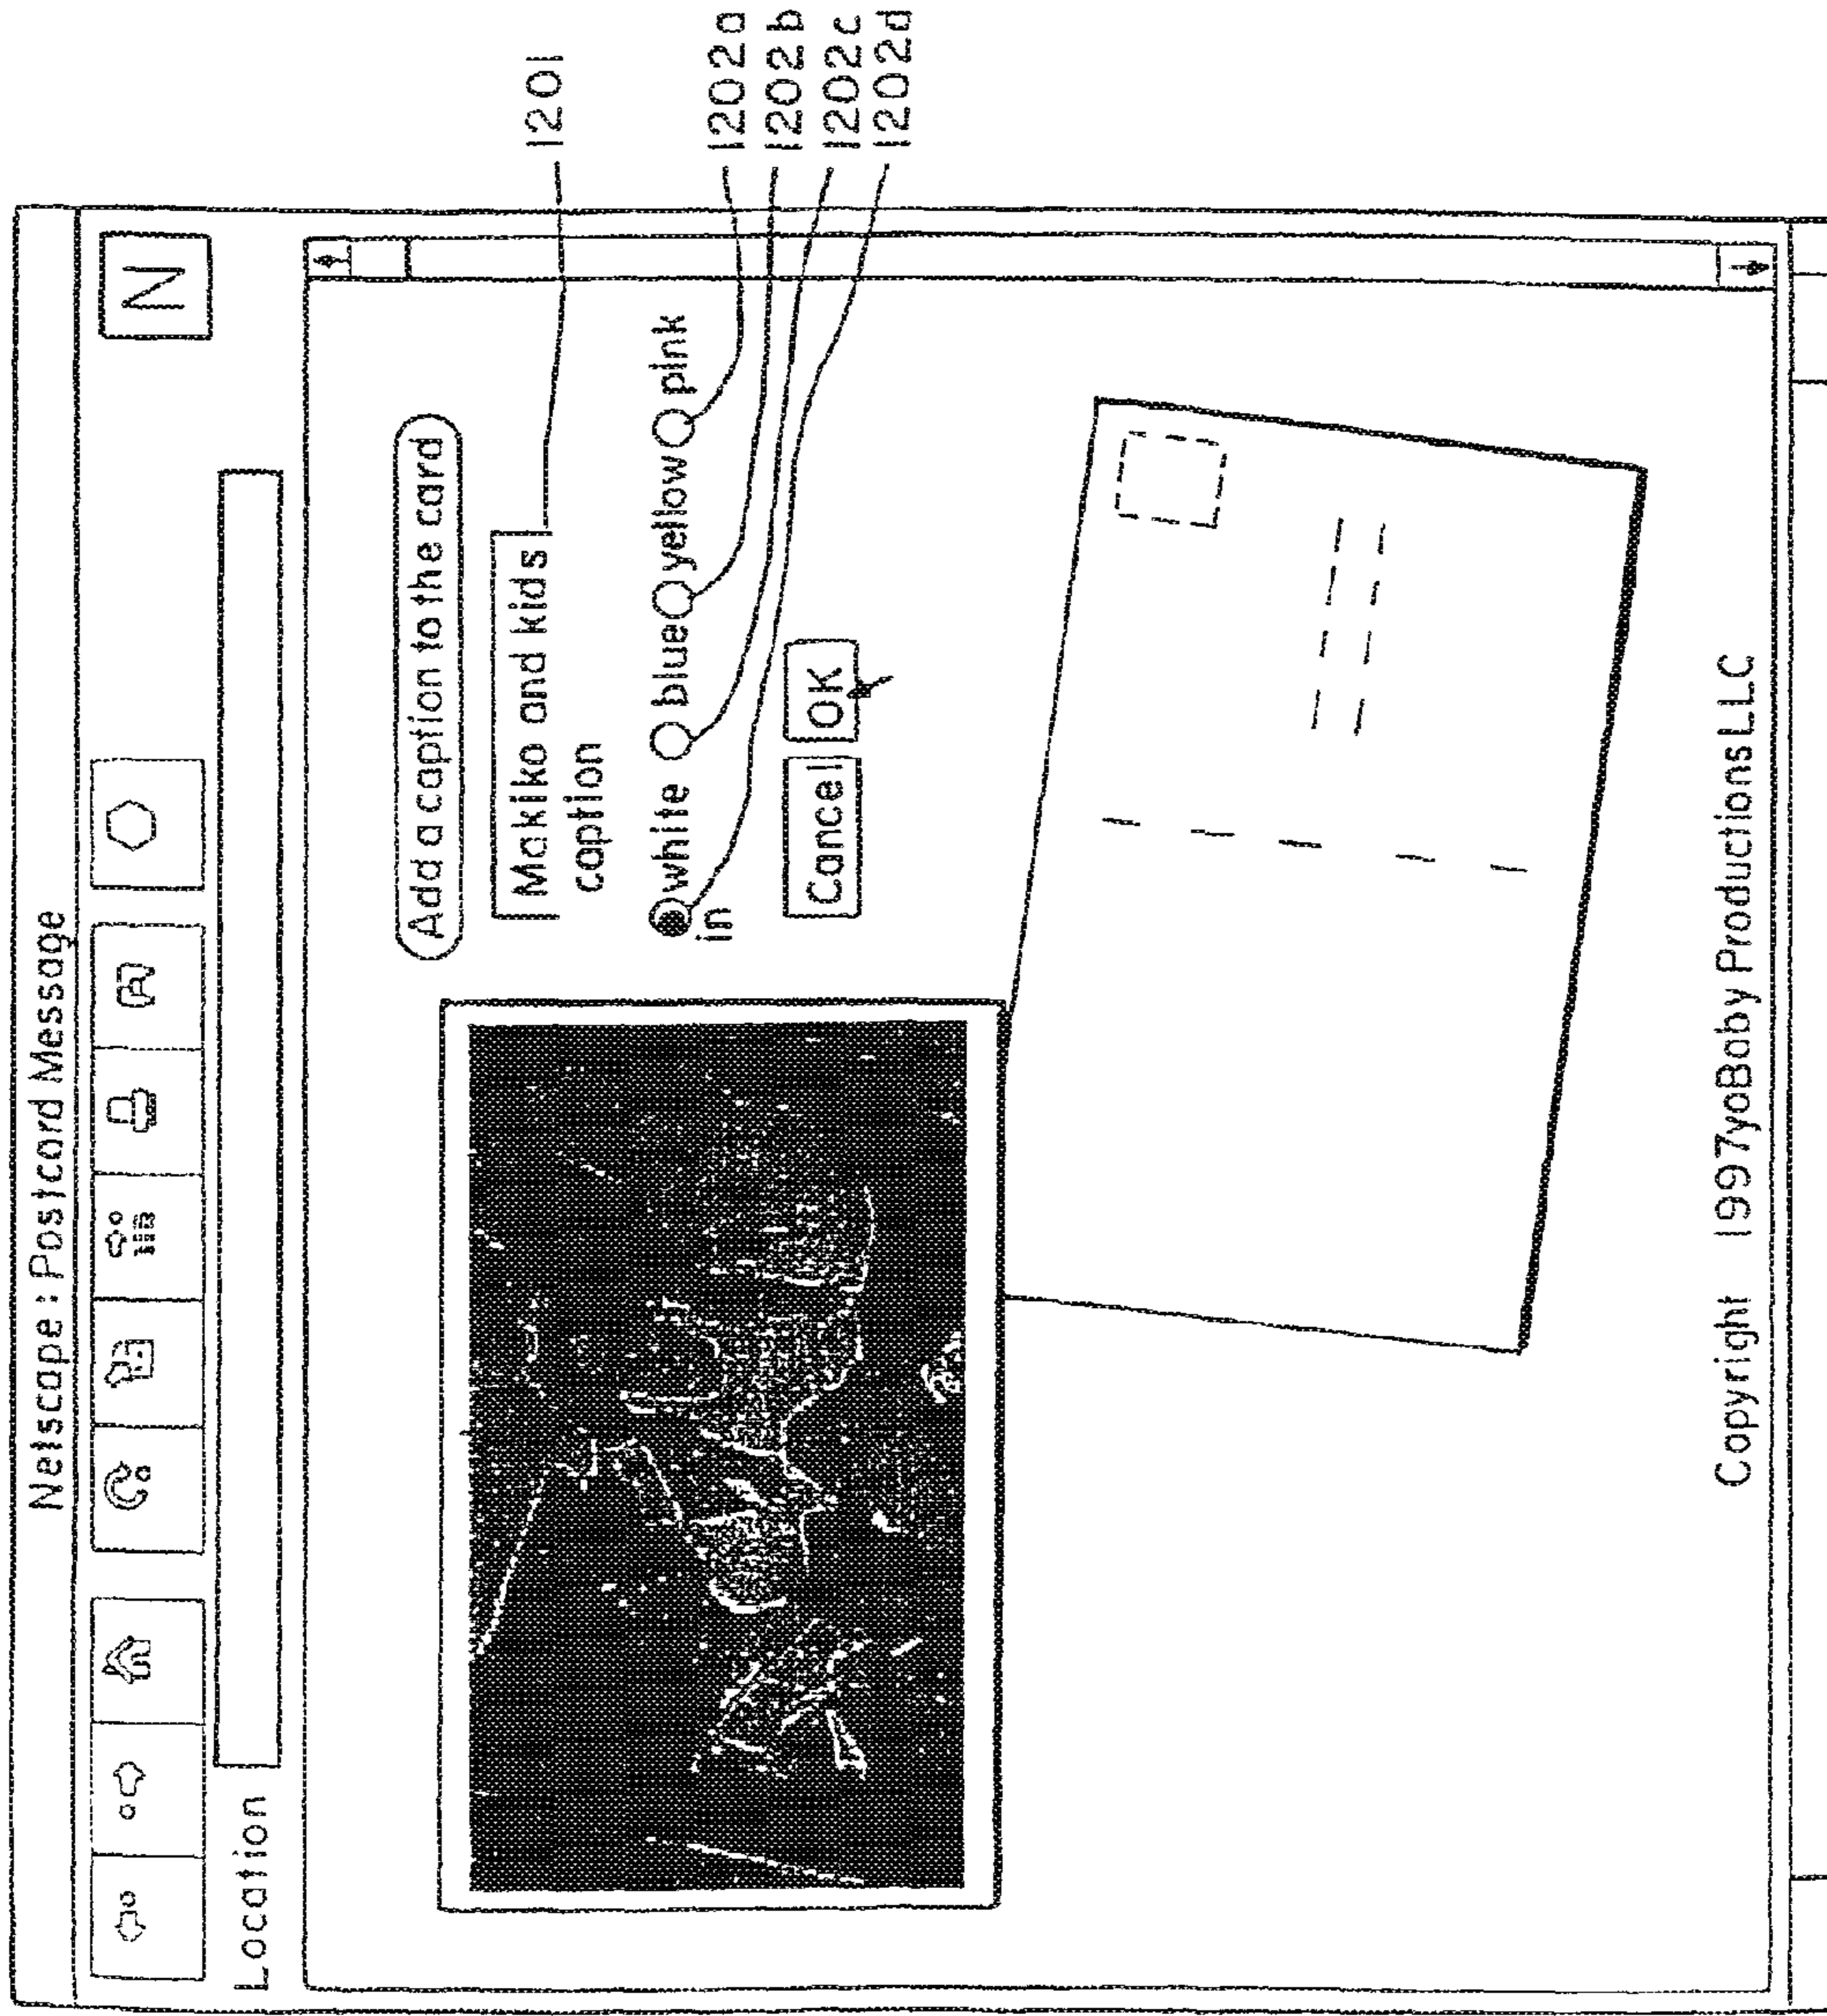 Netscape : Postcard Message
N
Location
Add a caption to the card
Makiko and kids
1201
caption
in
white blue yellow pink
1202a
1202b
1202c
1202d
Cancel OK
Copyright 1997yoBaby Productions LLC